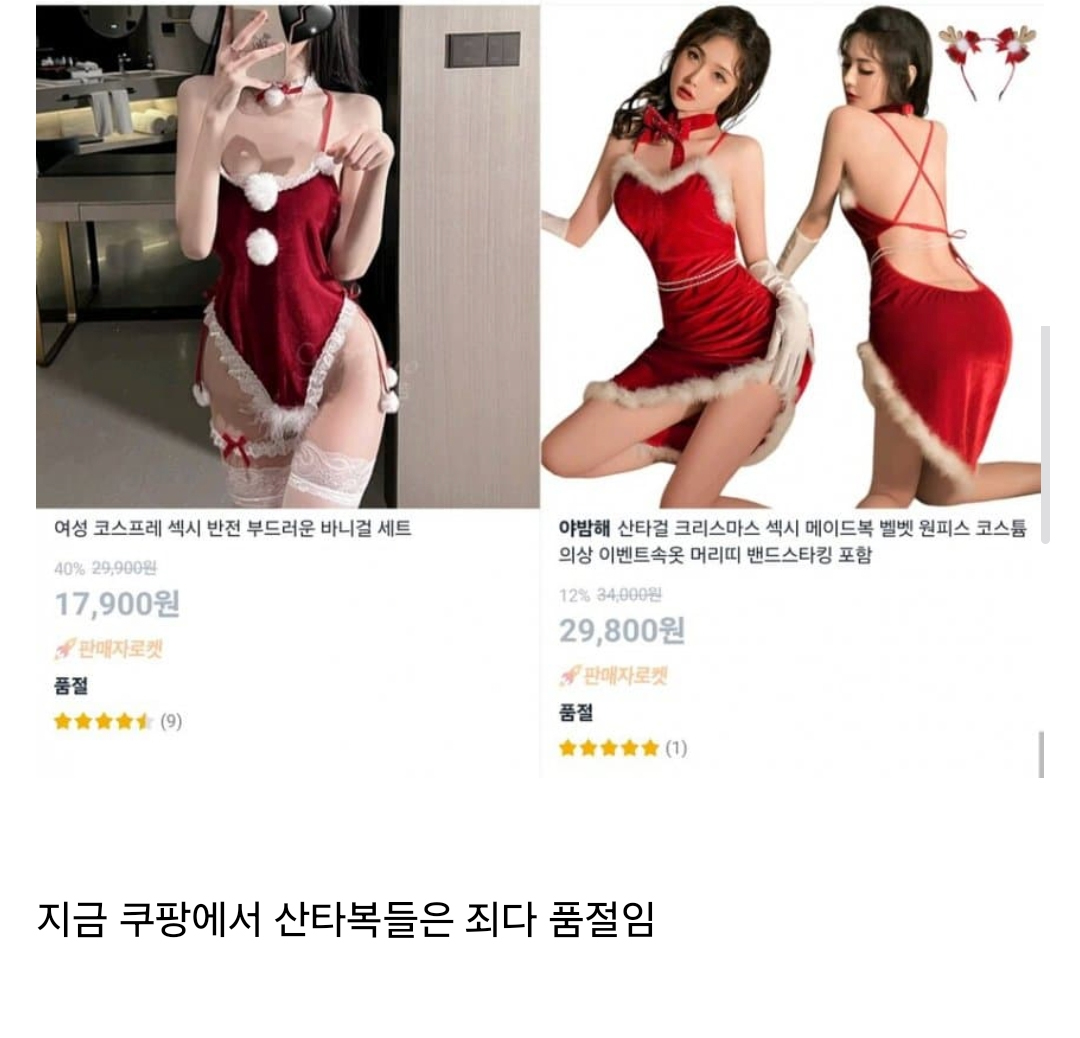 여성 코스프레 섹시 반전 부드러운 바니걸 세트
40% 29,900원
17,900원
판매자로켓
품절
(9)
야밤해 산타걸 크리스마스 섹시 메이드복 벨벳 원피스 코스튬
의상 이벤트속옷 머리띠 밴드스타킹 포함
12% 34,000원
29,800원
판매자로켓
품절
(1)
지금 쿠팡에서 산타복들은 죄다 품절임